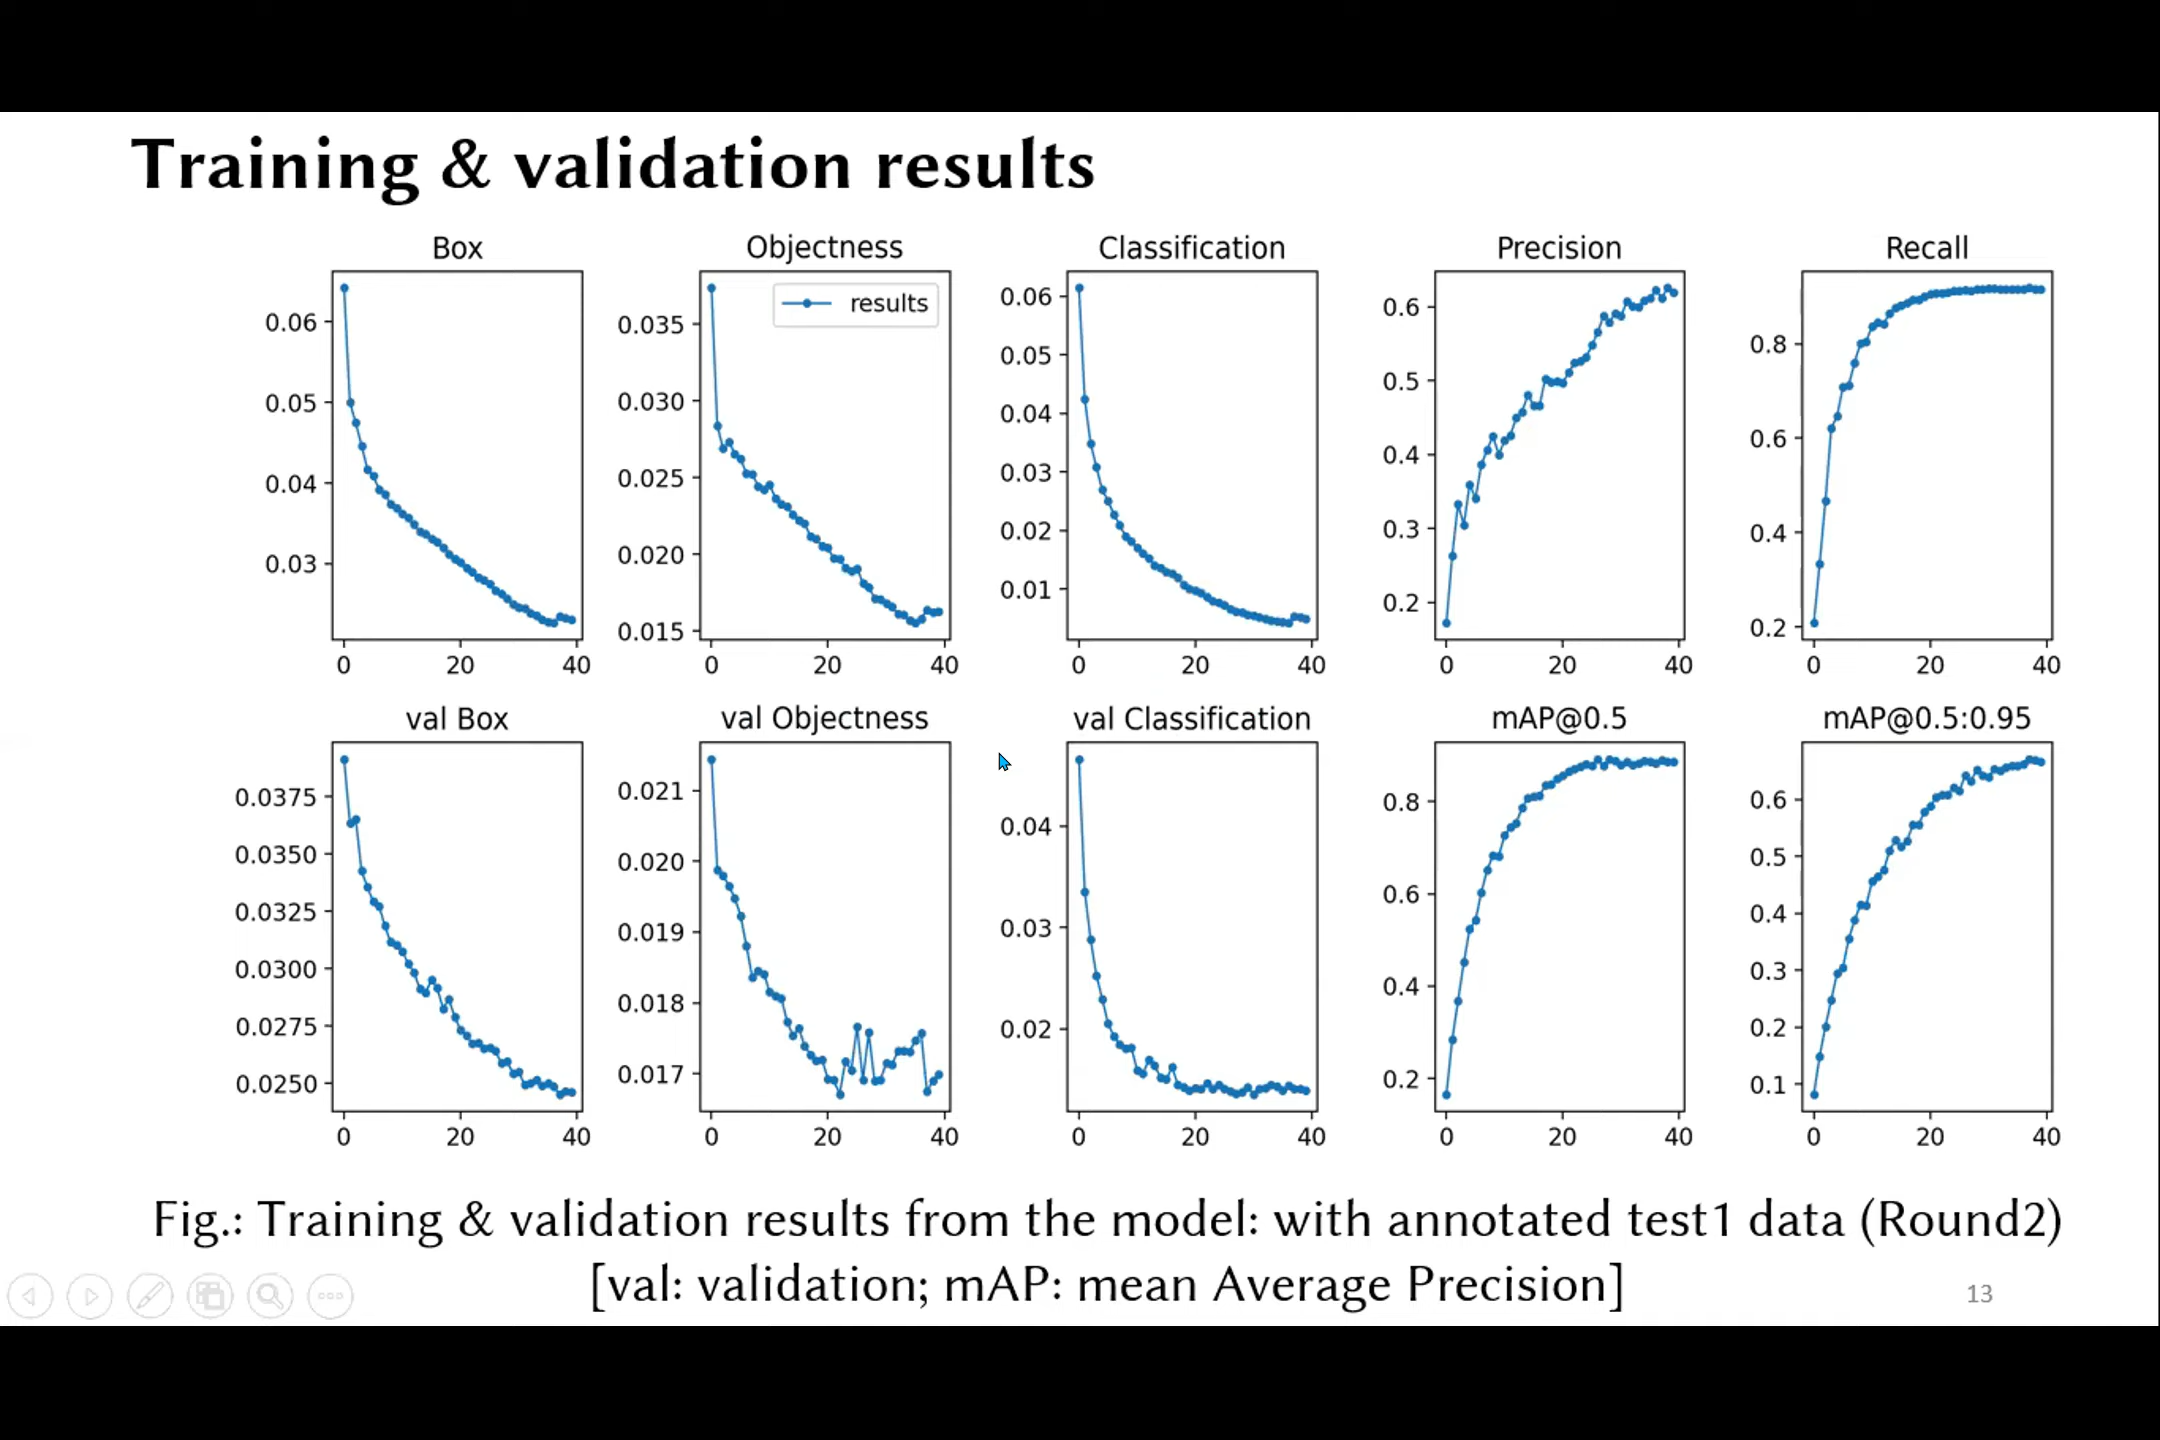 Training & validation results
Box
Objectness
Classification
Precision
Recall
0.06
0.05
0.04
0.03
0 20 40
results
0.035
0.030
0.025
0.020
0.015
0 20 40
0.06
0.05
0.04
0.03
0.02
0.01
0 20 40
0.6
0.5
0.4
0.3
0.2
0 20 40
0.8
0.6
0.4
0.2
0 20 40
val Box
val Objectness
val Classification
mAP@0.5
mAP@0.5:0.95
0.0375
0.0350
0.0325
0.0300
0.0275
0.0250
0 20 40
0.021
0.020
0.019
0.018
0.017
0 20 40
0.04
0.03
0.02
0 20 40
0.8
0.6
0.4
0.2
0 20 40
0.6
0.5
0.4
0.3
0.2
0.1
0 20 40
Fig.: Training & validation results from the model: with annotated test1 data (Round2)
[val: validation; mAP: mean Average Precision]
13